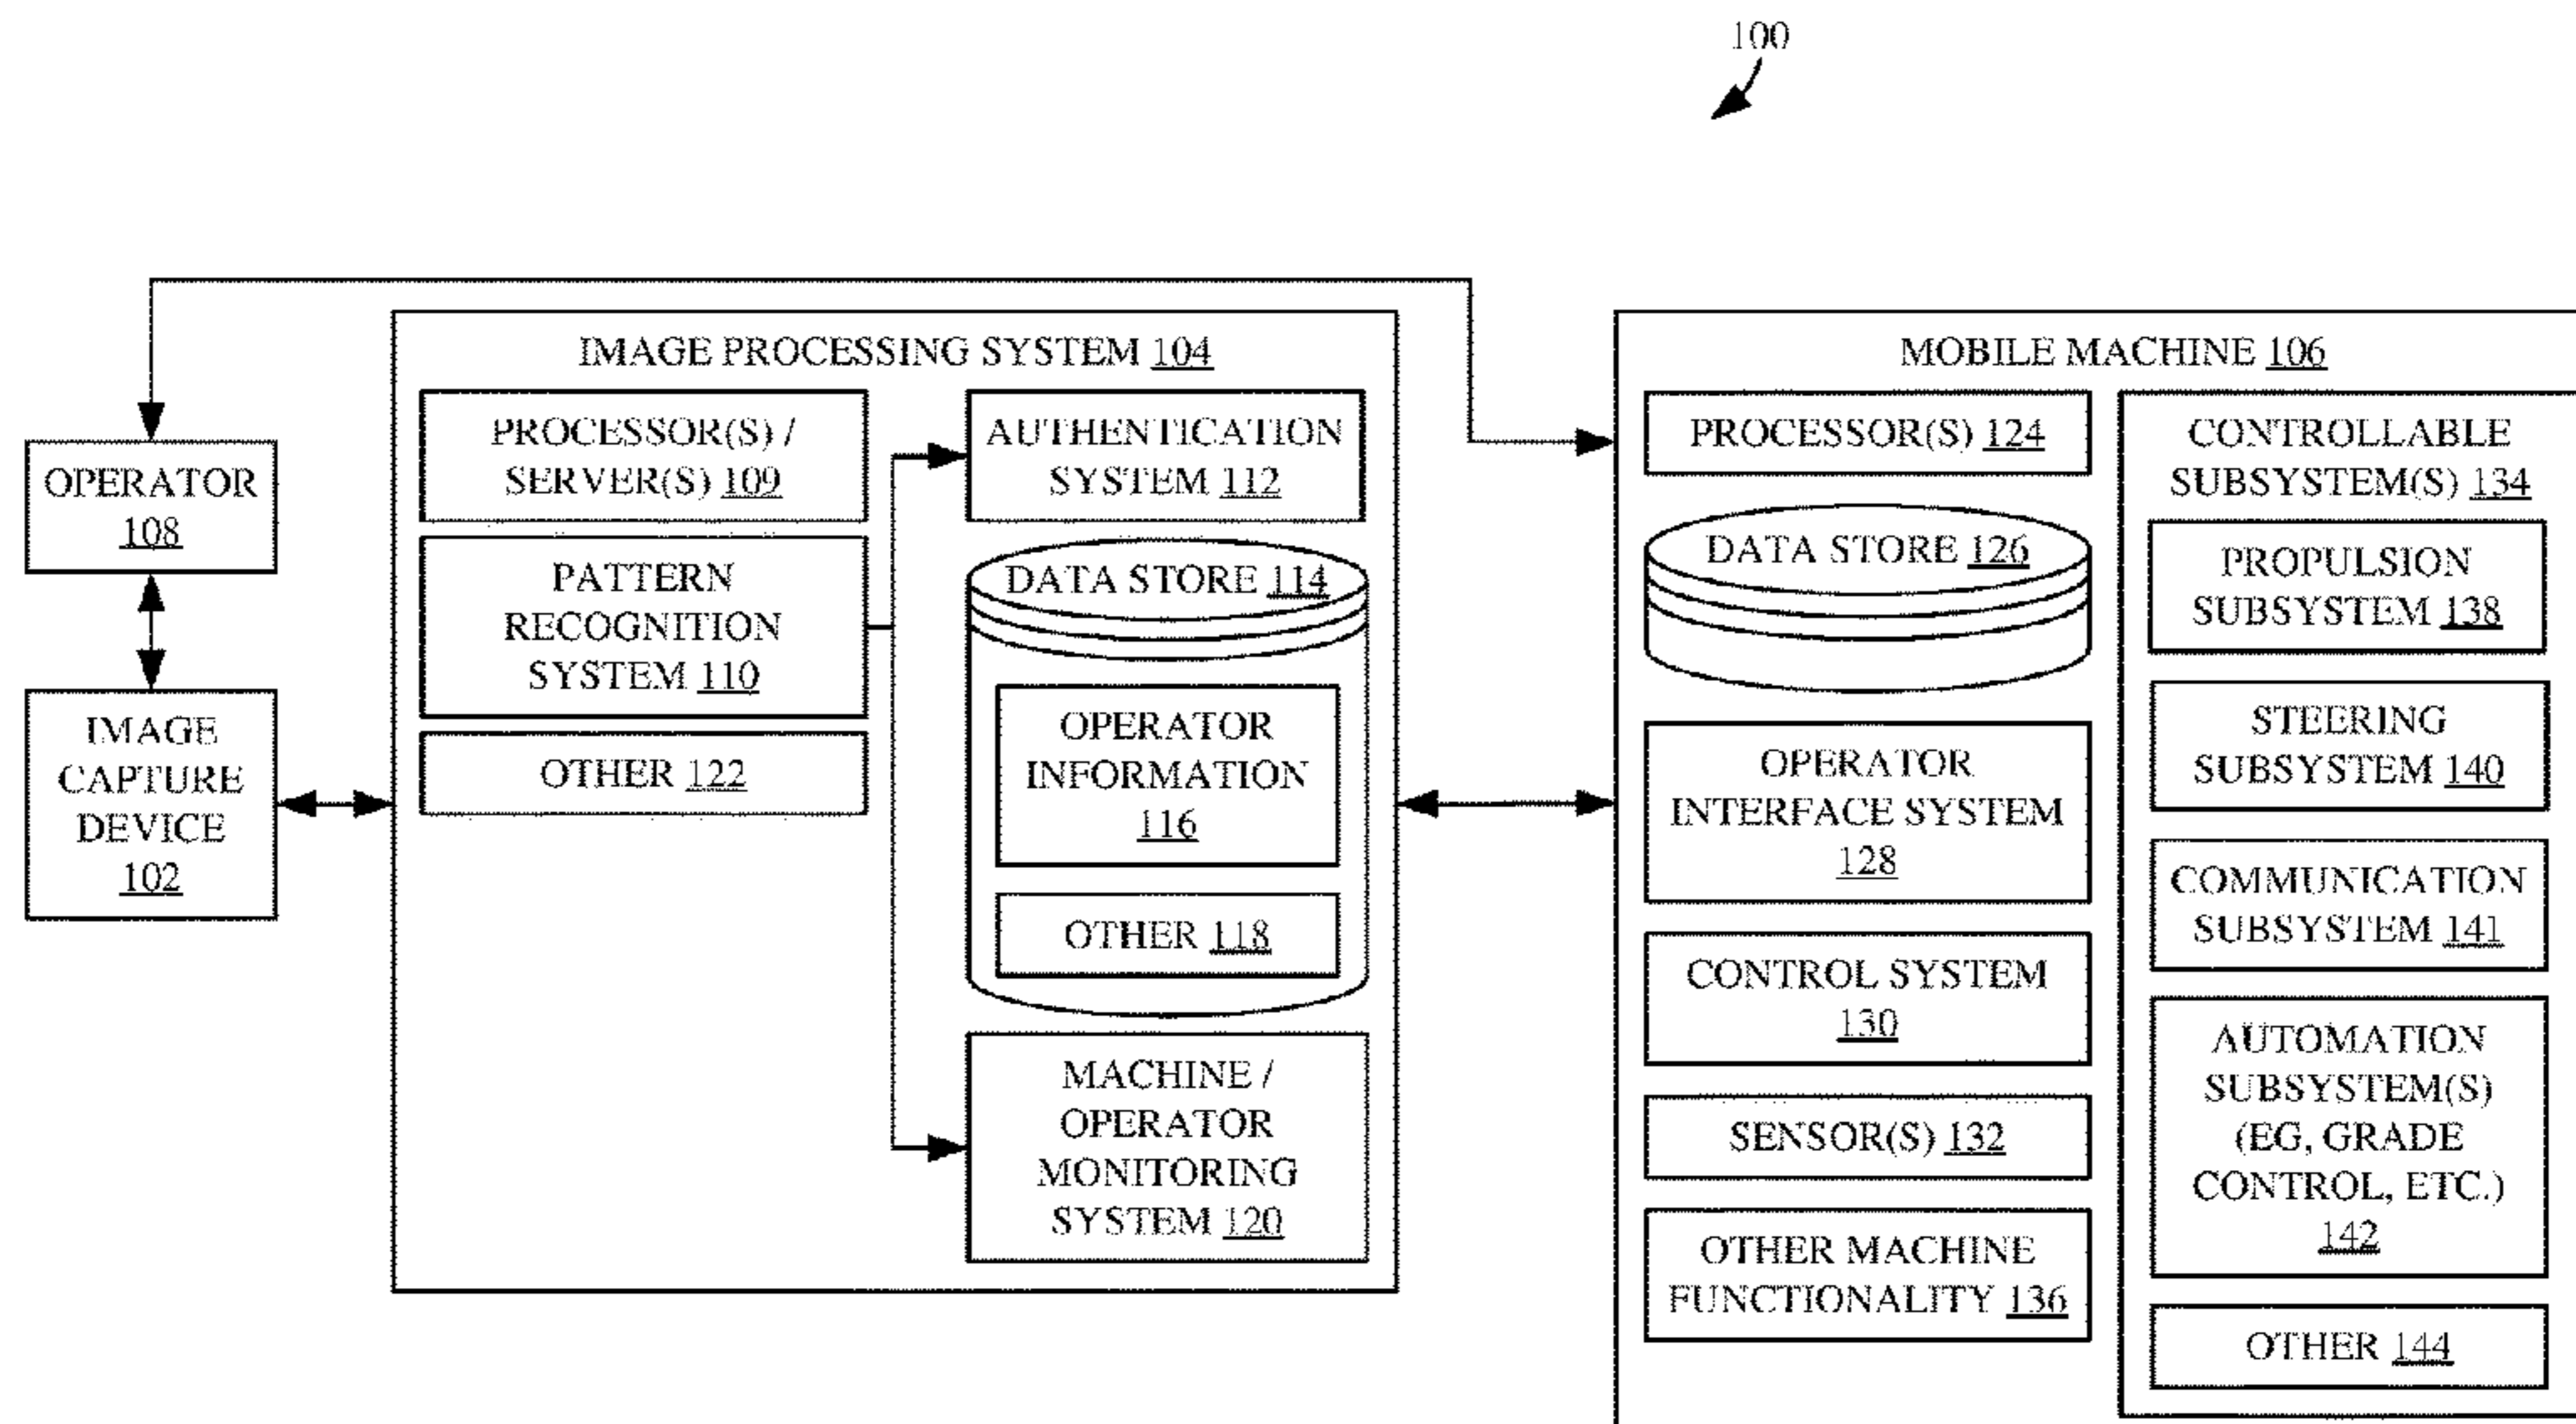 100
OPERATOR
108
IMAGE
CAPTURE
DEVICE
102
IMAGE PROCESSING SYSTEM 104
PROCESSOR(S) /
SERVER(S) 109
PATTERN
RECOGNITION
SYSTEM 110
OTHER 122
AUTHENTICATION
SYSTEM 112
DATA STORE 114
OPERATOR
INFORMATION
116
OTHER 118
MACHINE /
OPERATOR
MONITORING
SYSTEM 120
MOBILE MACHINE 106
PROCESSOR(S) 124
DATA STORE 126
OPERATOR
INTERFACE SYSTEM
128
CONTROL SYSTEM
130
SENSOR(S) 132
OTHER MACHINE
FUNCTIONALITY 136
CONTROLLABLE
SUBSYSTEM(S) 134
PROPULSION
SUBSYSTEM 138
STEERING
SUBSYSTEM 140
COMMUNICATION
SUBSYSTEM 141
AUTOMATION
SUBSYSTEM(S)
(EG, GRADE
CONTROL, ETC.)
142
OTHER 144